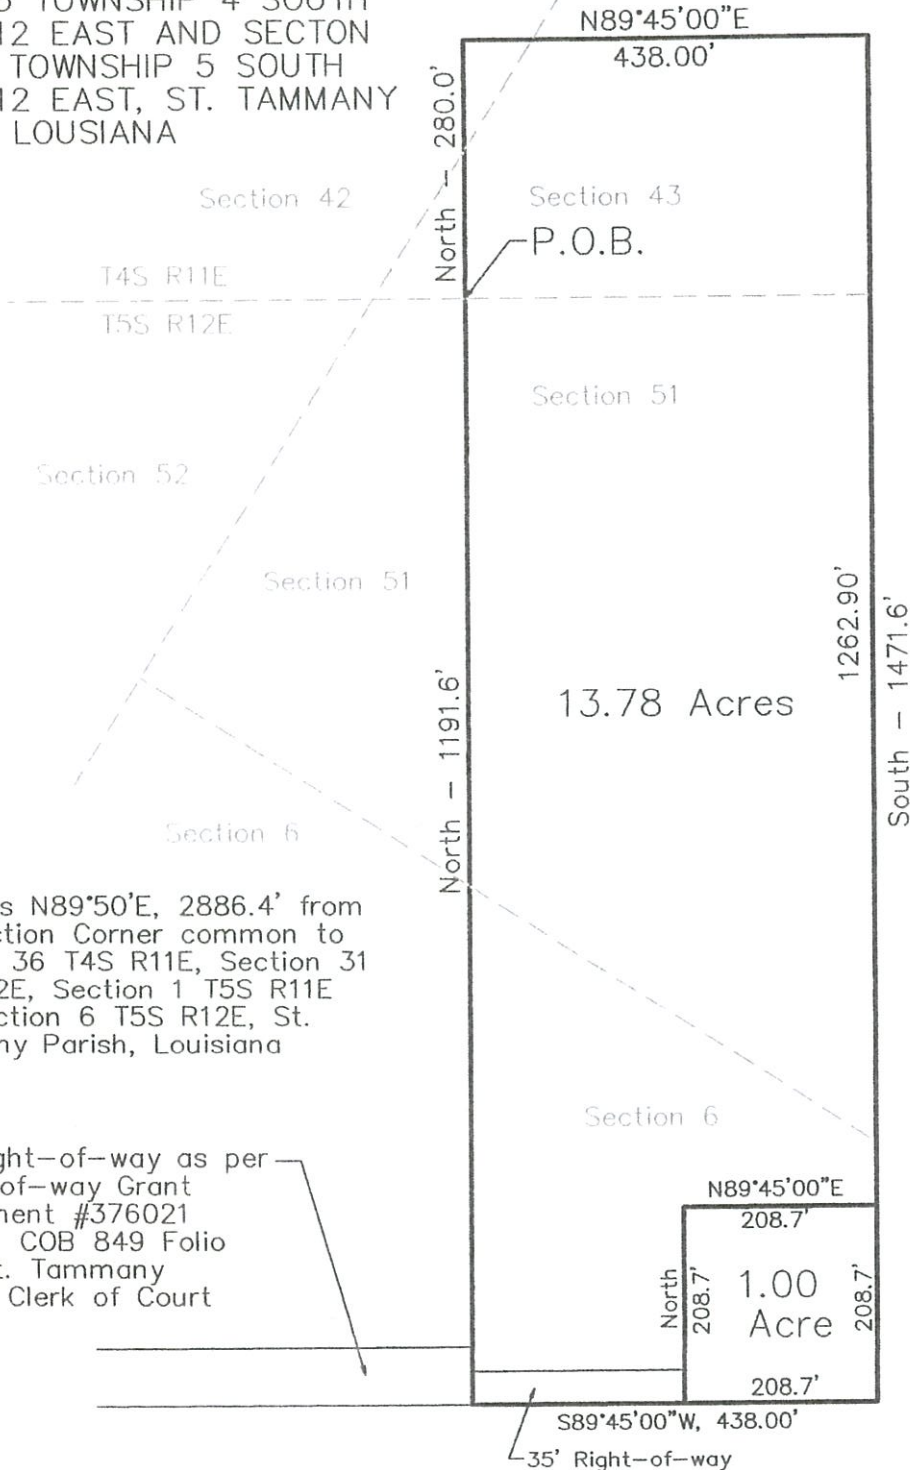 TOWNSHIP 4 SOUTH
12 EAST AND SECTON
TOWNSHIP 5 SOUTH
12 EAST, ST. TAMMANY
LOUSIANA
N89°45'00"E
438.00'
North — 280.0'
Section 42
Section 43
P.O.B.
T4S R11E
T5S R12E
Section 51
Section 52
Section 51
1262.90'
South — 1471.6'
13.78 Acres
North — 1191.6'
Section 6
s N89°50'E, 2886.4' from
ction Corner common to
36 T4S R11E, Section 31
2E, Section 1 T5S R11E
ction 6 T5S R12E, St.
ny Parish, Louisiana
Section 6
ght-of-way as per
of-way Grant
ment #376021
COB 849 Folio
t. Tammany
Clerk of Court
N89°45'00"E
208.7'
North
208.7'
1.00
Acre
208.7'
208.7'
S89°45'00"W, 438.00'
35' Right-of-way